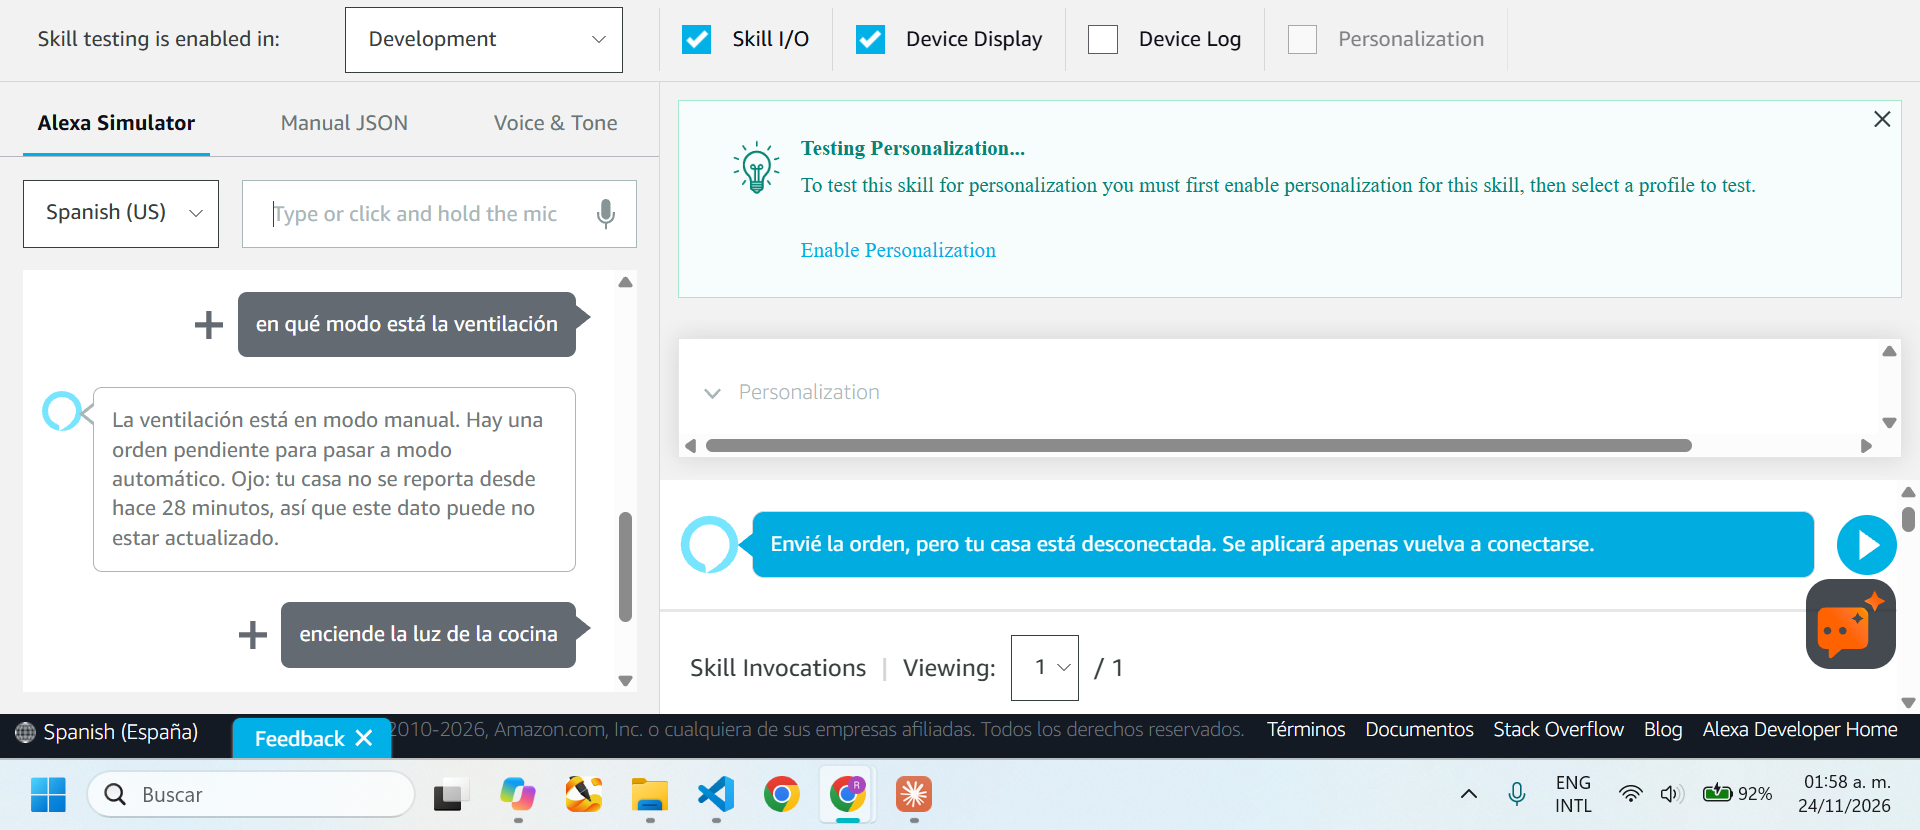 Skill testing is enabled in:
Development
Skill I/O
Device Display
Device Log
Personalization
Alexa Simulator
Manual JSON
Voice & Tone
Spanish (US)
Type or click and hold the mic
en qué modo está la ventilación
La ventilación está en modo manual. Hay una
orden pendiente para pasar a modo
automático. Ojo: tu casa no se reporta desde
hace 28 minutos, así que este dato puede no
estar actualizado.
enciende la luz de la cocina
Testing Personalization...
To test this skill for personalization you must first enable personalization for this skill, then select a profile to test.
Enable Personalization
Personalization
Envié la orden, pero tu casa está desconectada. Se aplicará apenas vuelva a conectarse.
Skill Invocations | Viewing: 1 / 1
Spanish (España)
Feedback
2010-2026, Amazon.com, Inc. o cualquiera de sus empresas afiliadas. Todos los derechos reservados.
Términos
Documentos
Stack Overflow
Blog
Alexa Developer Home
Buscar
R
ENG
INTL
92%
01:58 a. m.
24/11/2026